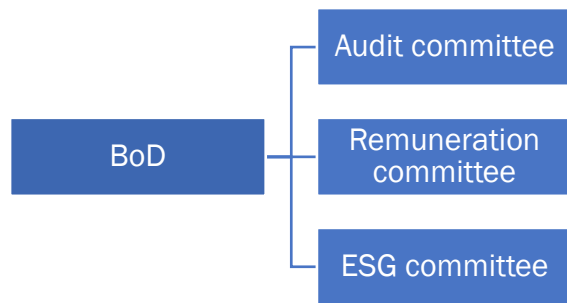 Audit committee
BoD
Remuneration
committee
ESG committee